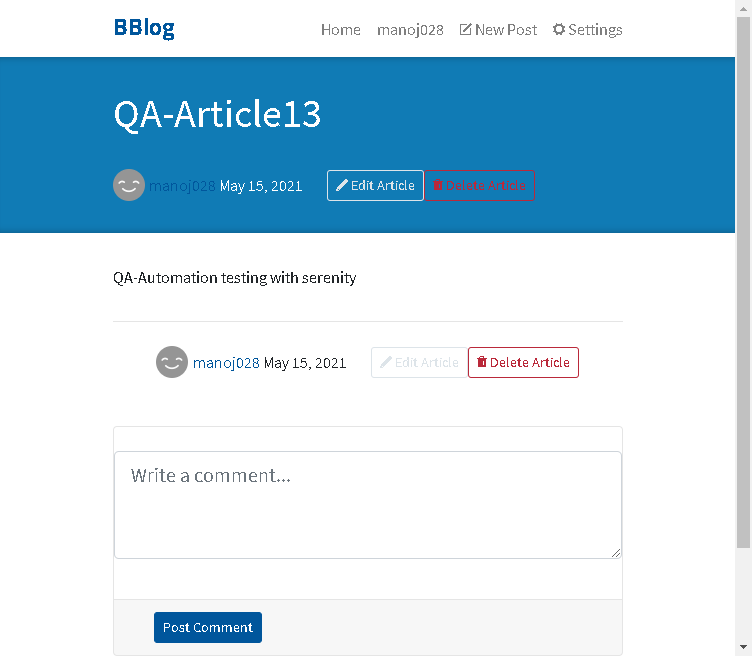 BBlog Home manoj028 New Post Settings
QA-Article13
manoj028 May 15, 2021 Edit Article Delete Article
QA-Automation testing with serenity
manoj028 May 15, 2021 Edit Article Delete Article
Write a comment...
Post Comment